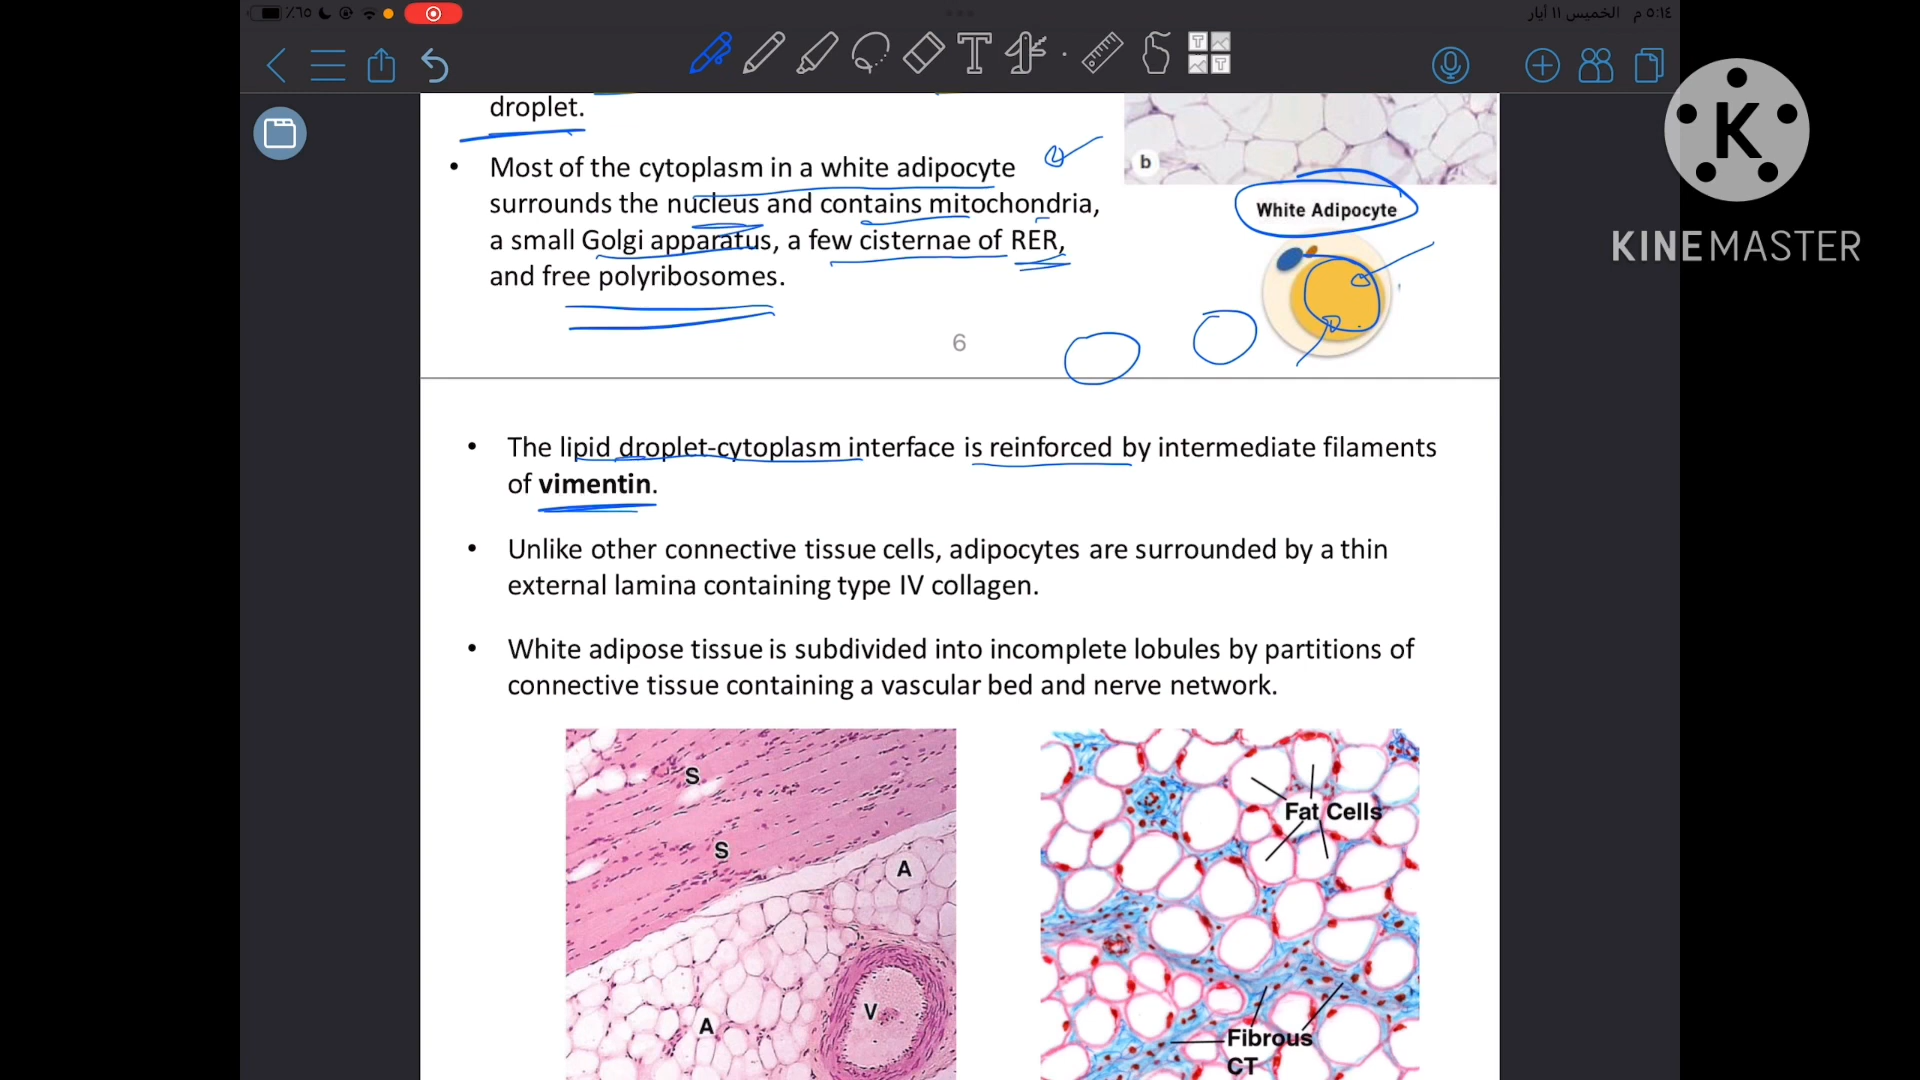 ٪٦٥
٥:١٤ م الخميس ١١ أيار
droplet.
• Most of the cytoplasm in a white adipocyte
surrounds the nucleus and contains mitochondria,
a small Golgi apparatus, a few cisternae of RER,
and free polyribosomes.
b
White Adipocyte
6
K
KINEMASTER
• The lipid droplet-cytoplasm interface is reinforced by intermediate filaments
of vimentin.
• Unlike other connective tissue cells, adipocytes are surrounded by a thin
external lamina containing type IV collagen.
• White adipose tissue is subdivided into incomplete lobules by partitions of
connective tissue containing a vascular bed and nerve network.
S
S
A
V
A
Fat Cells
Fibrous
CT